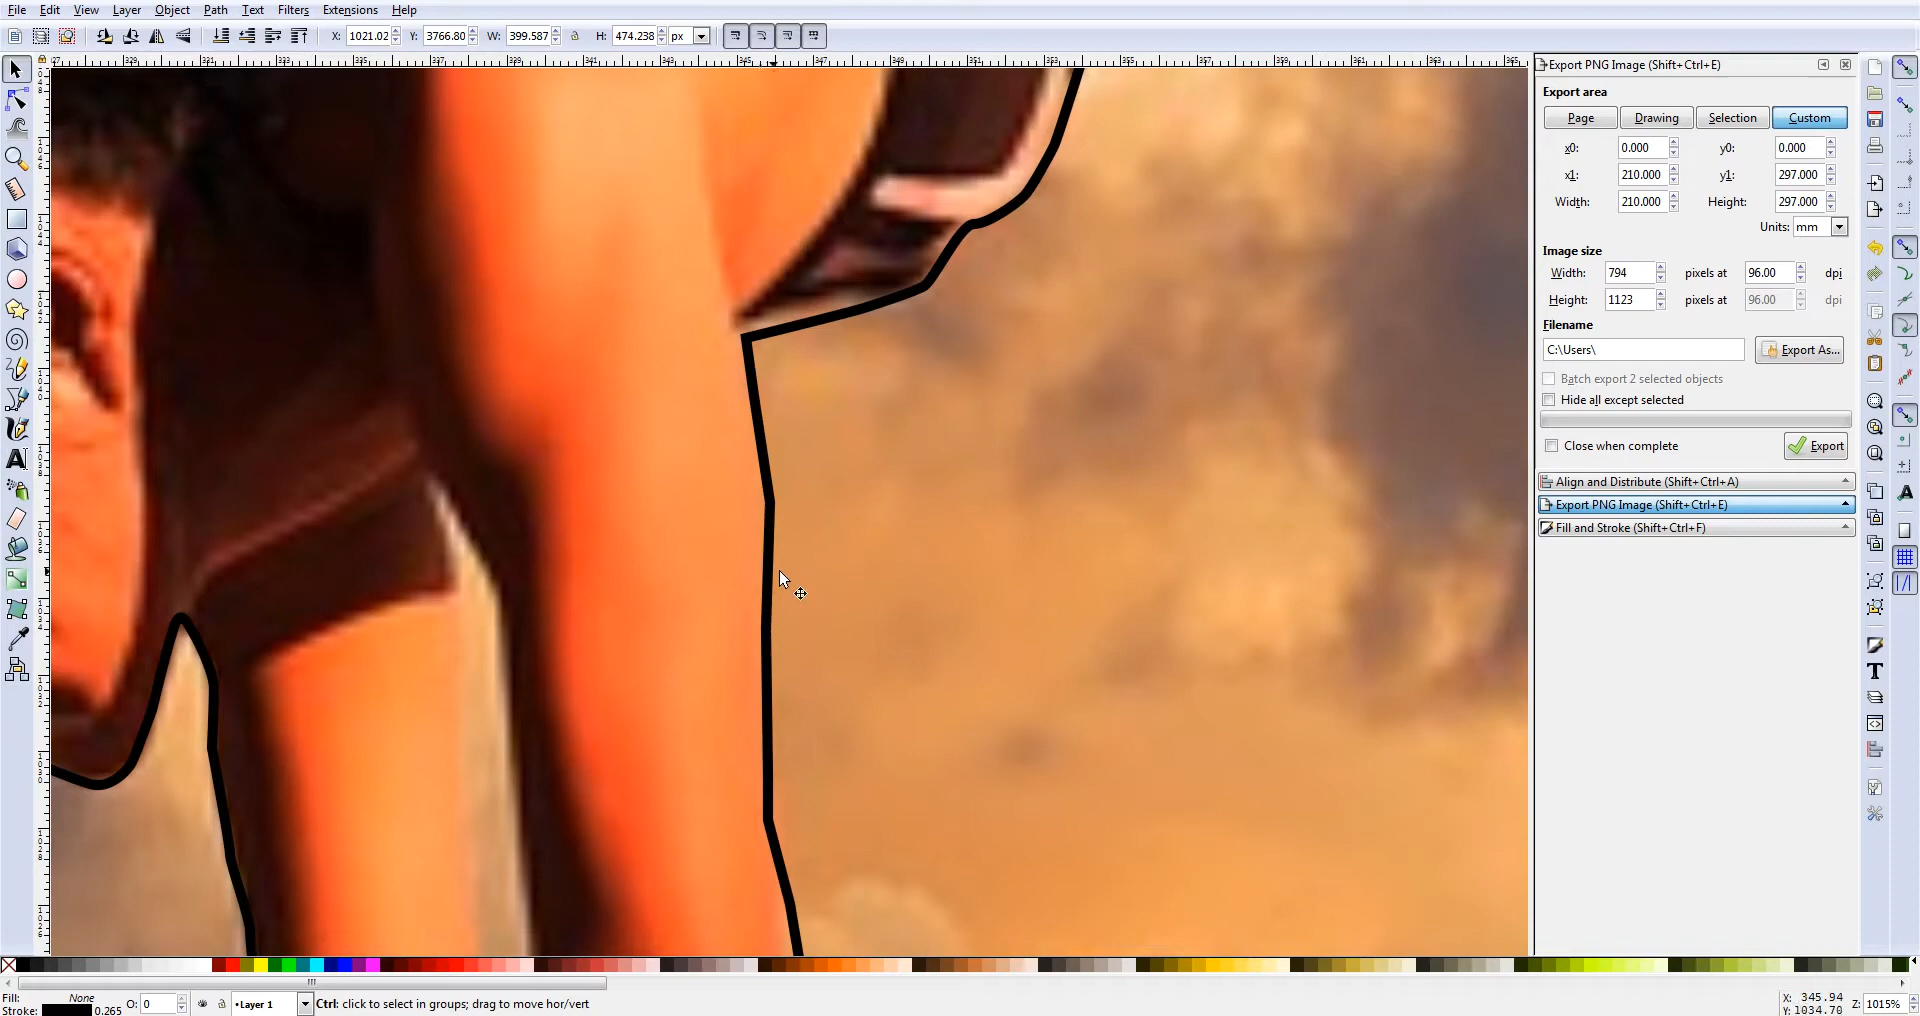 File Edit View Layer Object Path Text Filters Extensions Help
X: 1021.02 Y: 3766.80 W: 399.587 H: 474.238 px
Export PNG Image (Shift+Ctrl+E)
Export area
Page Drawing Selection Custom
x0: 0.000 y0: 0.000
x1: 210.000 y1: 297.000
Width: 210.000 Height: 297.000
Units: mm
Image size
Width: 794 pixels at 96.00 dpi
Height: 1123 pixels at 96.00 dpi
Filename
C:\Users\ Export As...
Batch export 2 selected objects
Hide all except selected
Close when complete Export
Align and Distribute (Shift+Ctrl+A)
Export PNG Image (Shift+Ctrl+E)
Fill and Stroke (Shift+Ctrl+F)
Fill: None O: 0 •Layer 1 Ctrl: click to select in groups; drag to move hor/vert X: 345.94 Z: 1015%
Stroke: 0.265 Y: 1034.70